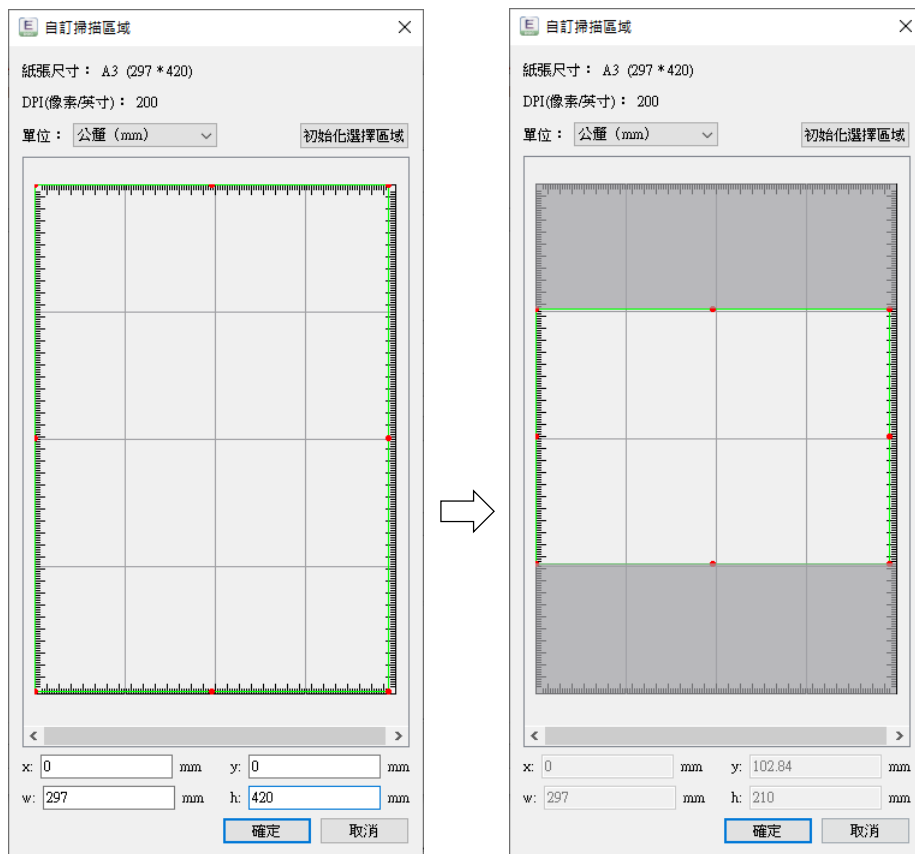 自訂掃描區域
紙張尺寸： A3 (297 * 420)
DPI(像素/英寸)： 200
單位： 公釐 (mm)
初始化選擇區域
x: 0 mm y: 0 mm
w: 297 mm h: 420 mm
確定 取消
自訂掃描區域
紙張尺寸： A3 (297 * 420)
DPI(像素/英寸)： 200
單位： 公釐 (mm)
初始化選擇區域
x: 0 mm y: 102.84 mm
w: 297 mm h: 210 mm
確定 取消